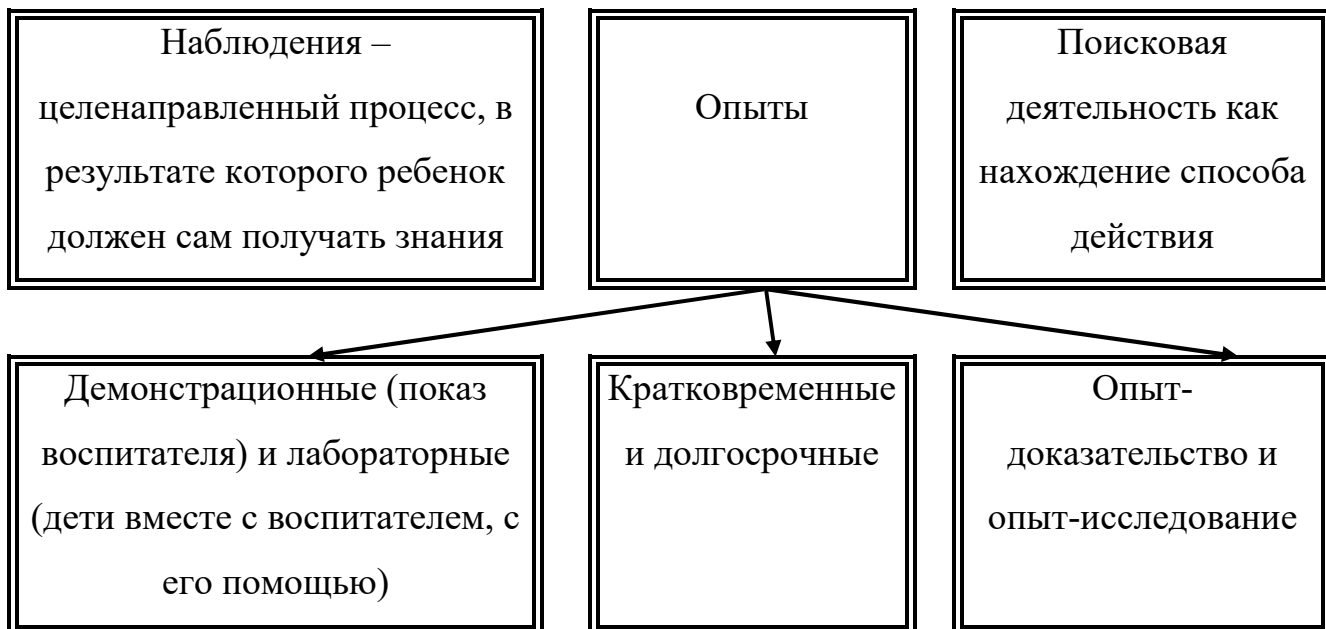 Наблюдения –
целенаправленный процесс, в
результате которого ребенок
должен сам получать знания
Опыты
Поисковая
деятельность как
нахождение способа
действия
Демонстрационные (показ
воспитателя) и лабораторные
(дети вместе с воспитателем, с
его помощью)
Кратковременные
и долгосрочные
Опыт-
доказательство и
опыт-исследование